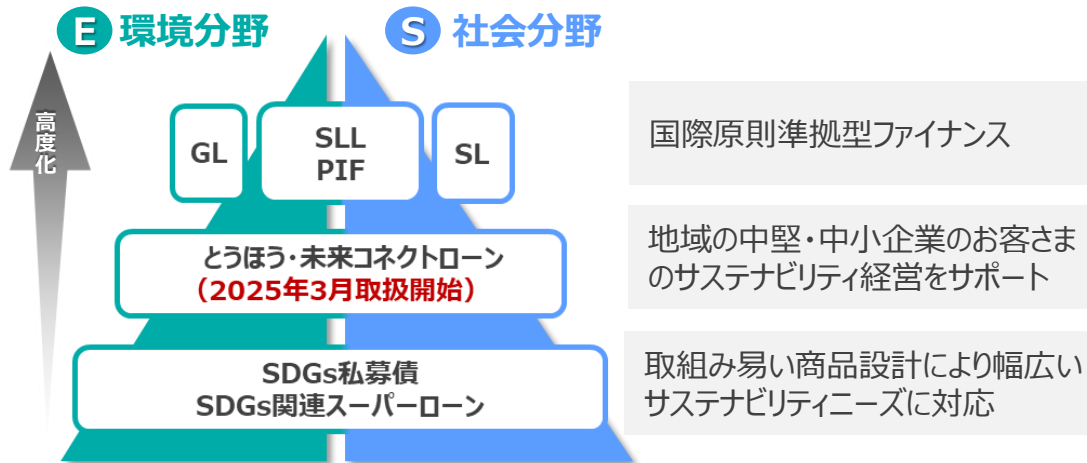 E 環境分野
S 社会分野
高度化
GL
SLL
PIF
SL
国際原則準拠型ファイナンス
とうほう・未来コネクトローン
（2025年3月取扱開始）
地域の中堅・中小企業のお客さま
のサステナビリティ経営をサポート
SDGs私募債
SDGs関連スーパーローン
取組み易い商品設計により幅広い
サステナビリティニーズに対応